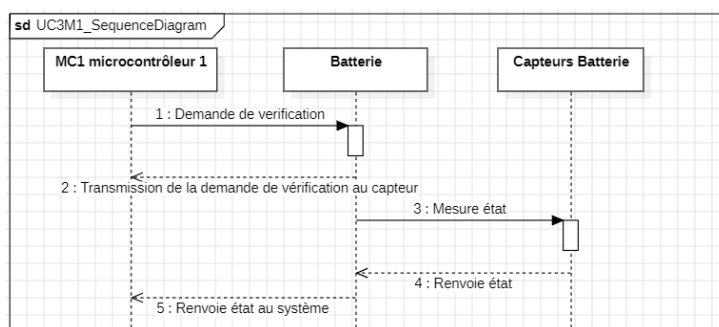 sd UC3M1_SequenceDiagram
MC1 microcontrôleur 1
Batterie
Capteurs Batterie
1 : Demande de verification
2 : Transmission de la demande de vérification au capteur
3 : Mesure état
4 : Renvoie état
5 : Renvoie état au système